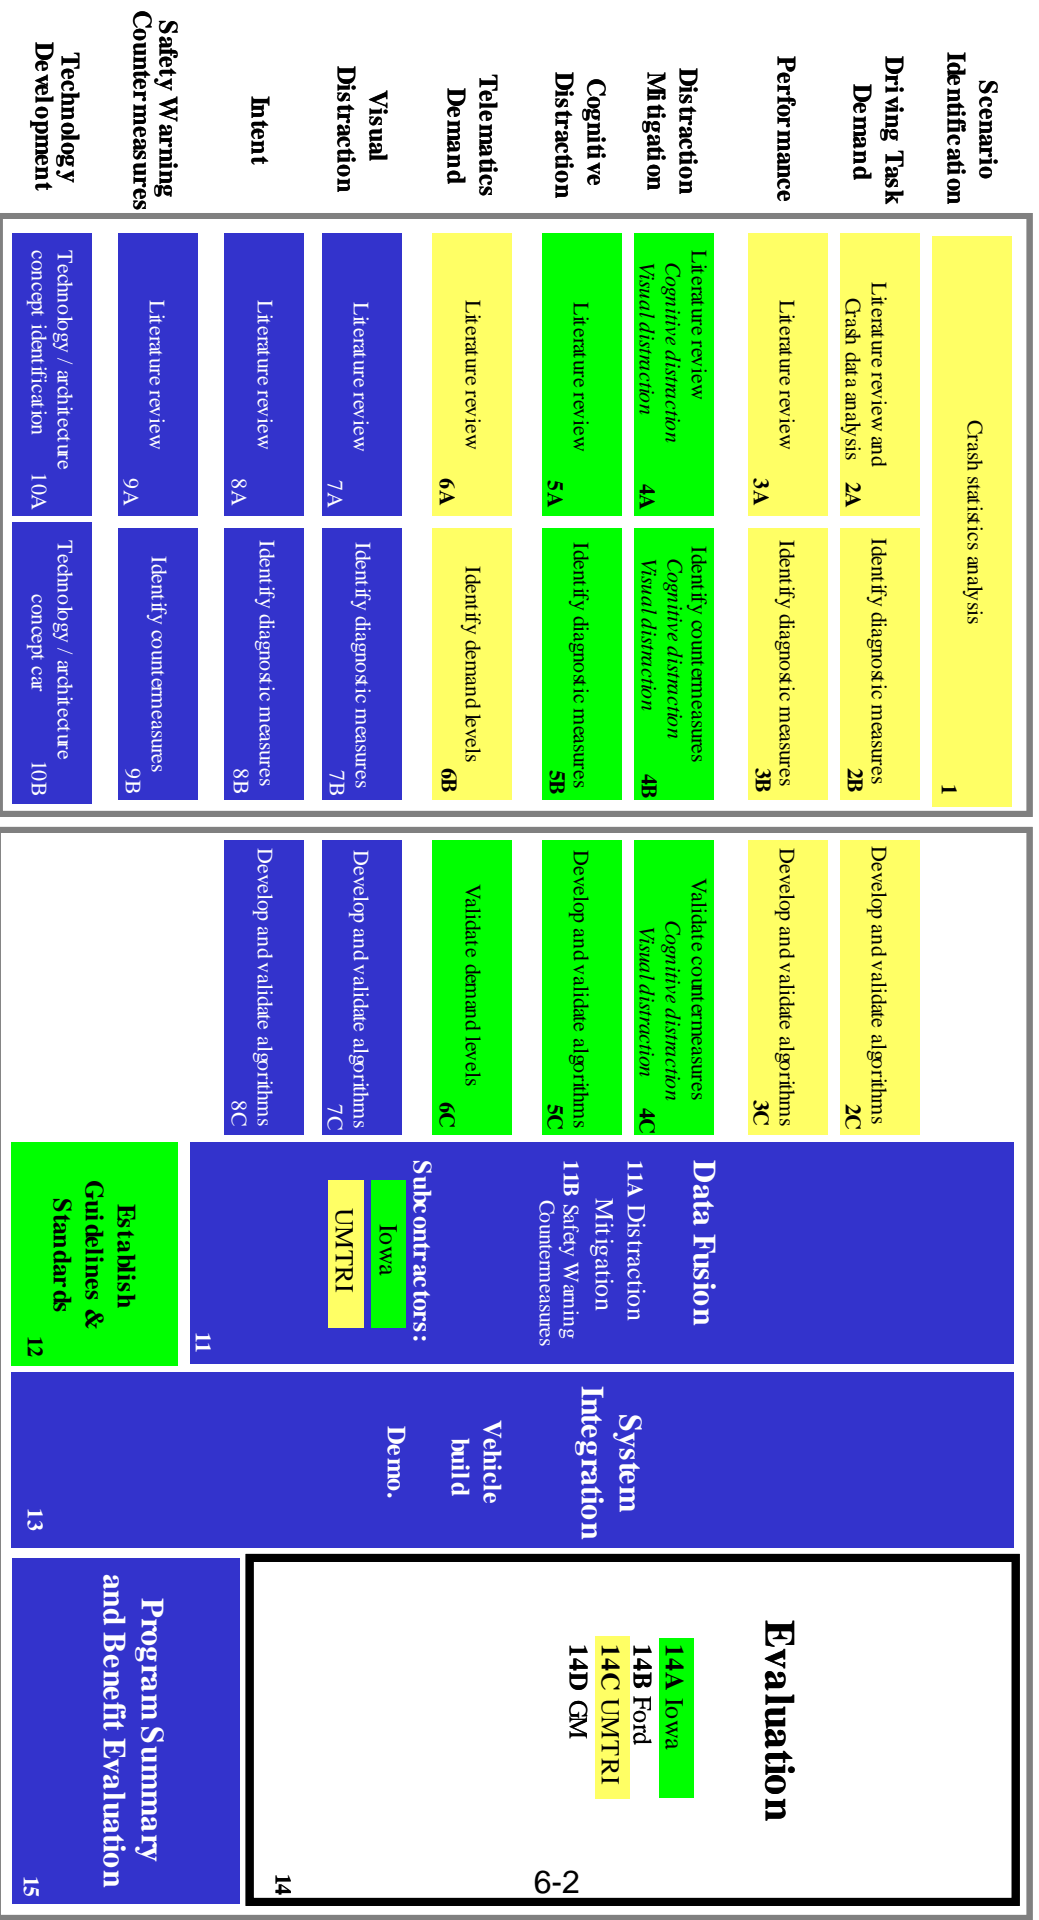 Scenario
Identification
Crash statistics analysis
1
Driving Task
Demand
Literature review and
Crash data analysis
2A
Identify diagnostic measures
2B
Develop and validate algorithms
2C
Performance
Literature review
3A
Identify diagnostic measures
3B
Develop and validate algorithms
3C
Distraction
Mitigation
Literature review
Cognitive distraction
Visual distraction
4A
Identify countermeasures
Cognitive distraction
Visual distraction
4B
Validate countermeasures
Cognitive distraction
Visual distraction
4C
Cognitive
Distraction
Literature review
5A
Identify diagnostic measures
5B
Develop and validate algorithms
5C
Telematics
Demand
Literature review
6A
Identify demand levels
6B
Validate demand levels
6C
Visual
Distraction
Literature review
7A
Identify diagnostic measures
7B
Develop and validate algorithms
7C
Intent
Literature review
8A
Identify diagnostic measures
8B
Develop and validate algorithms
8C
Safety Warning
Countermeasures
Literature review
9A
Identify countermeasures
9B
Technology
Development
Technology / architecture
concept identification
10A
Technology / architecture
concept car
10B
Data Fusion
11A Distraction
Mitigation
11B Safety Warning
Countermeasures
Subcontractors:
Iowa
UMTRI
11
Establish
Guidelines &
Standards
12
System
Integration
Vehicle
build
Demo.
13
Evaluation
14A Iowa
14B Ford
14C UMTRI
14D GM
14
Program Summary
and Benefit Evaluation
15
6-2